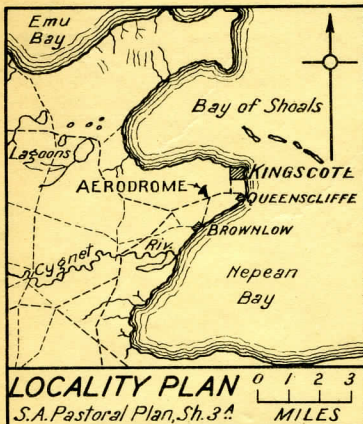 Emu
Bay
Bay of Shoals
Lagoons
KINGSCOTE
AERODROME
QUEENSCLIFFE
BROWNLOW
Cygnet Riv.
Nepean
Bay
LOCALITY PLAN
S.A. Pastoral Plan, Sh. 3A
0 1 2 3
MILES